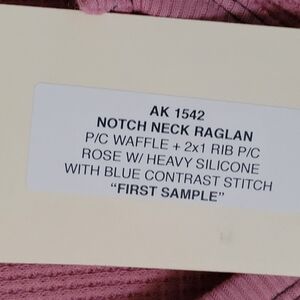 AK 1542
NOTCH NECK RAGLAN
P/C WAFFLE + 2x1 RIB P/C
ROSE W/ HEAVY SILICONE
WITH BLUE CONTRAST STITCH
“FIRST SAMPLE”